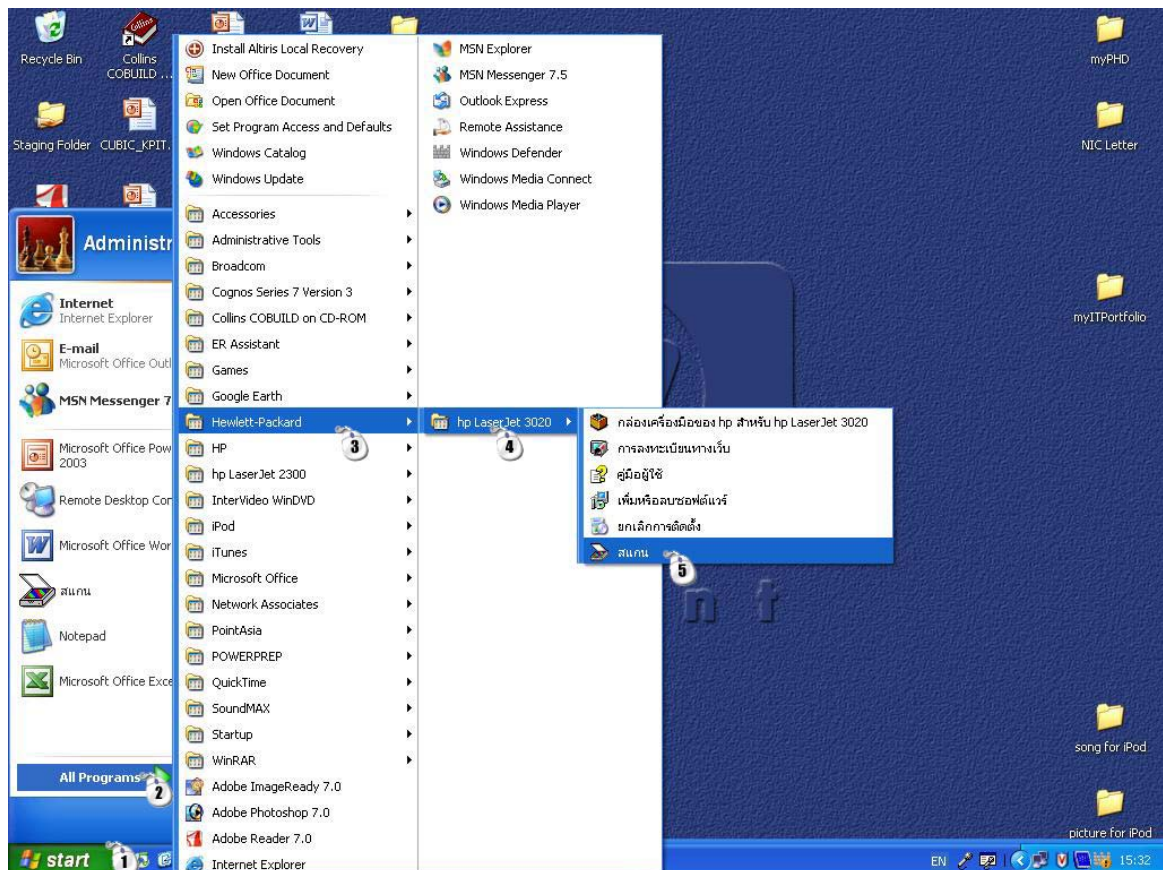 Recycle Bin
Collins
COBUILD ...
Staging Folder
CUBIC_KPIT.
myPHD
NIC Letter
myITPortfolio
song for iPod
picture for iPod
Administr
Internet
Internet Explorer
E-mail
Microsoft Office Outl
MSN Messenger 7
Microsoft Office Pow
2003
Remote Desktop Con
Microsoft Office Wor
สแกน
Notepad
Microsoft Office Exce
All Programs
2
start
1
Install Altiris Local Recovery
New Office Document
Open Office Document
Set Program Access and Defaults
Windows Catalog
Windows Update
Accessories
Administrative Tools
Broadcom
Cognos Series 7 Version 3
Collins COBUILD on CD-ROM
ER Assistant
Games
Google Earth
Hewlett-Packard
3
HP
hp LaserJet 2300
InterVideo WinDVD
iPod
iTunes
Microsoft Office
Network Associates
PointAsia
POWERPREP
QuickTime
SoundMAX
Startup
WinRAR
Adobe ImageReady 7.0
Adobe Photoshop 7.0
Adobe Reader 7.0
Internet Explorer
MSN Explorer
MSN Messenger 7.5
Outlook Express
Remote Assistance
Windows Defender
Windows Media Connect
Windows Media Player
hp LaserJet 3020
4
กล่องเครื่องมือของ hp สำหรับ hp LaserJet 3020
การลงทะเบียนทางเว็บ
คู่มือผู้ใช้
เพิ่มหรือลบซอฟต์แวร์
ยกเลิกการติดตั้ง
สแกน
5
n t
EN
15:32